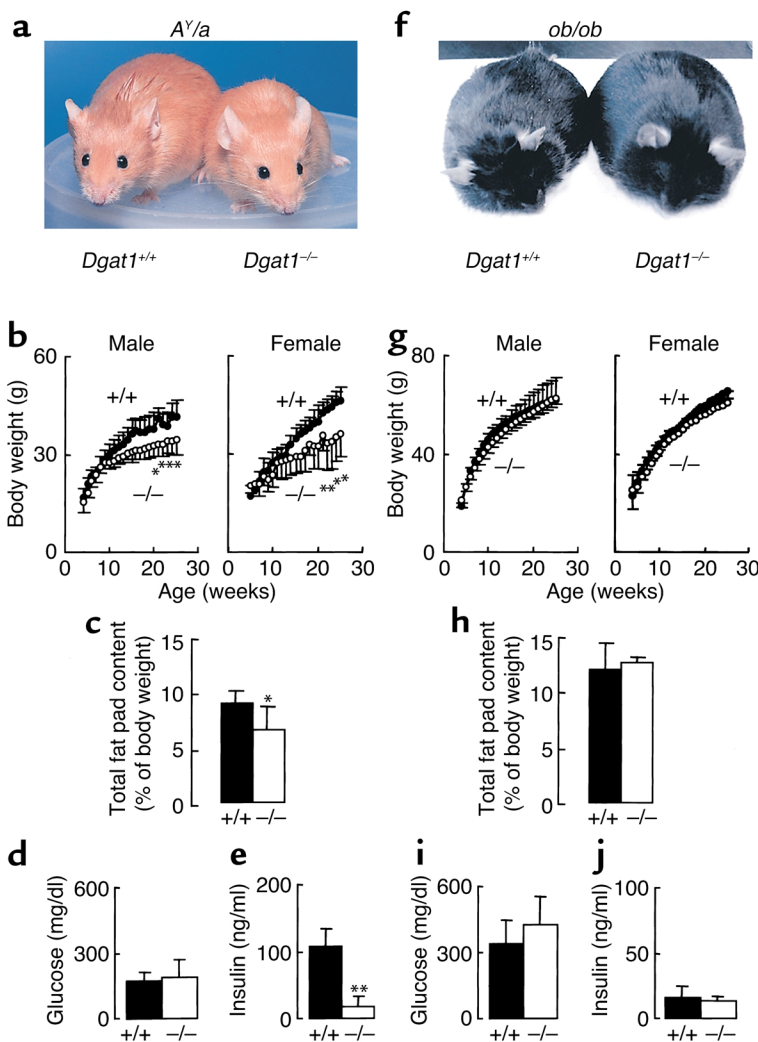 a
A^Y/a
f
ob/ob
Dgat1+/+
Dgat1–/–
Dgat1+/+
Dgat1–/–
b
Male
Female
Body weight (g)
60
30
0
+/+
–/–
****
+/+
–/–
****
0 10 20 30
0 10 20 30
Age (weeks)
g
Male
Female
Body weight (g)
80
40
0
+/+
–/–
+/+
–/–
0 10 20 30
0 10 20 30
Age (weeks)
c
Total fat pad content
(% of body weight)
15
10
5
0
*
+/+ –/–
h
Total fat pad content
(% of body weight)
15
10
5
0
+/+ –/–
d
Glucose (mg/dl)
600
300
0
+/+ –/–
e
Insulin (ng/ml)
200
100
0
**
+/+ –/–
i
Glucose (mg/dl)
600
300
0
+/+ –/–
j
Insulin (ng/ml)
100
50
0
+/+ –/–